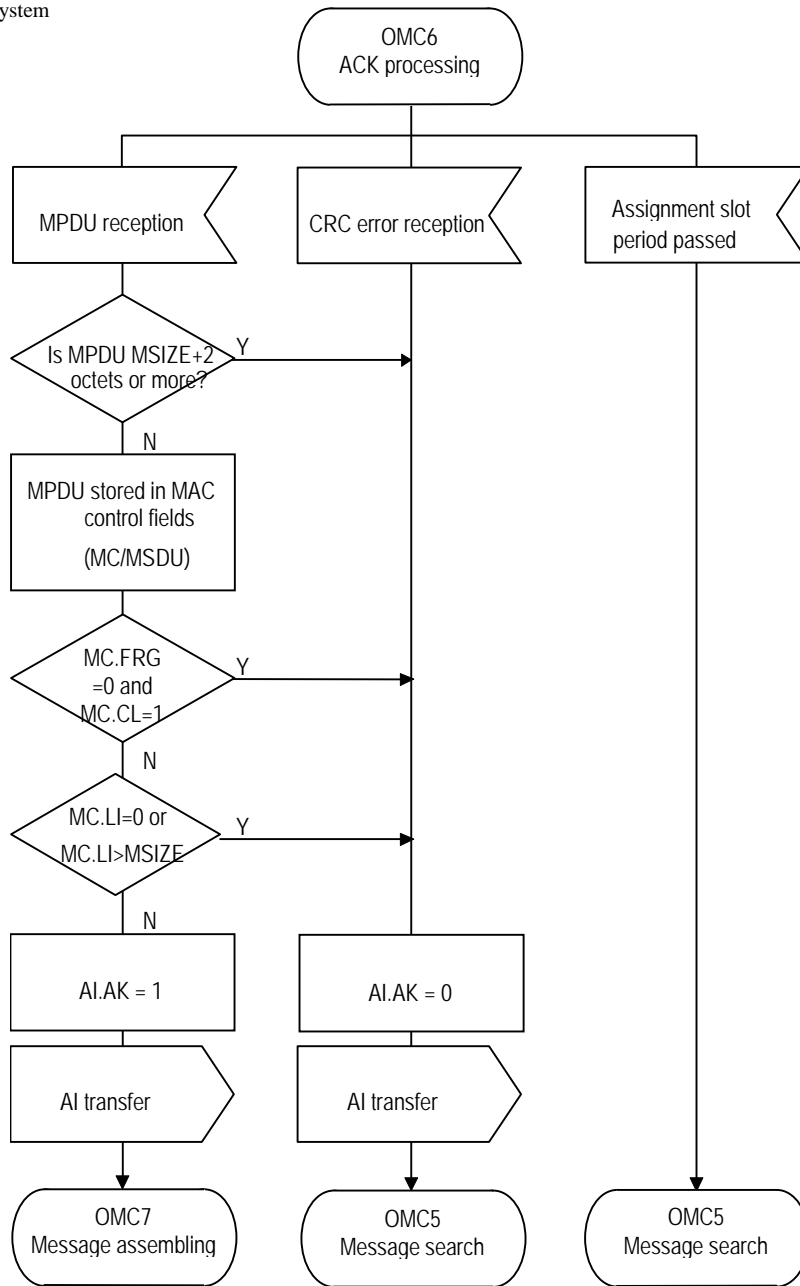 ystem
OMC6
ACK processing
MPDU reception
CRC error reception
Assignment slot
period passed
Is MPDU MSIZE+2
octets or more?
Y
N
MPDU stored in MAC
control fields
(MC/MSDU)
MC.FRG
=0 and
MC.CL=1
Y
N
MC.LI=0 or
MC.LI>MSIZE
Y
N
AI.AK = 1
AI.AK = 0
AI transfer
AI transfer
OMC7
Message assembling
OMC5
Message search
OMC5
Message search